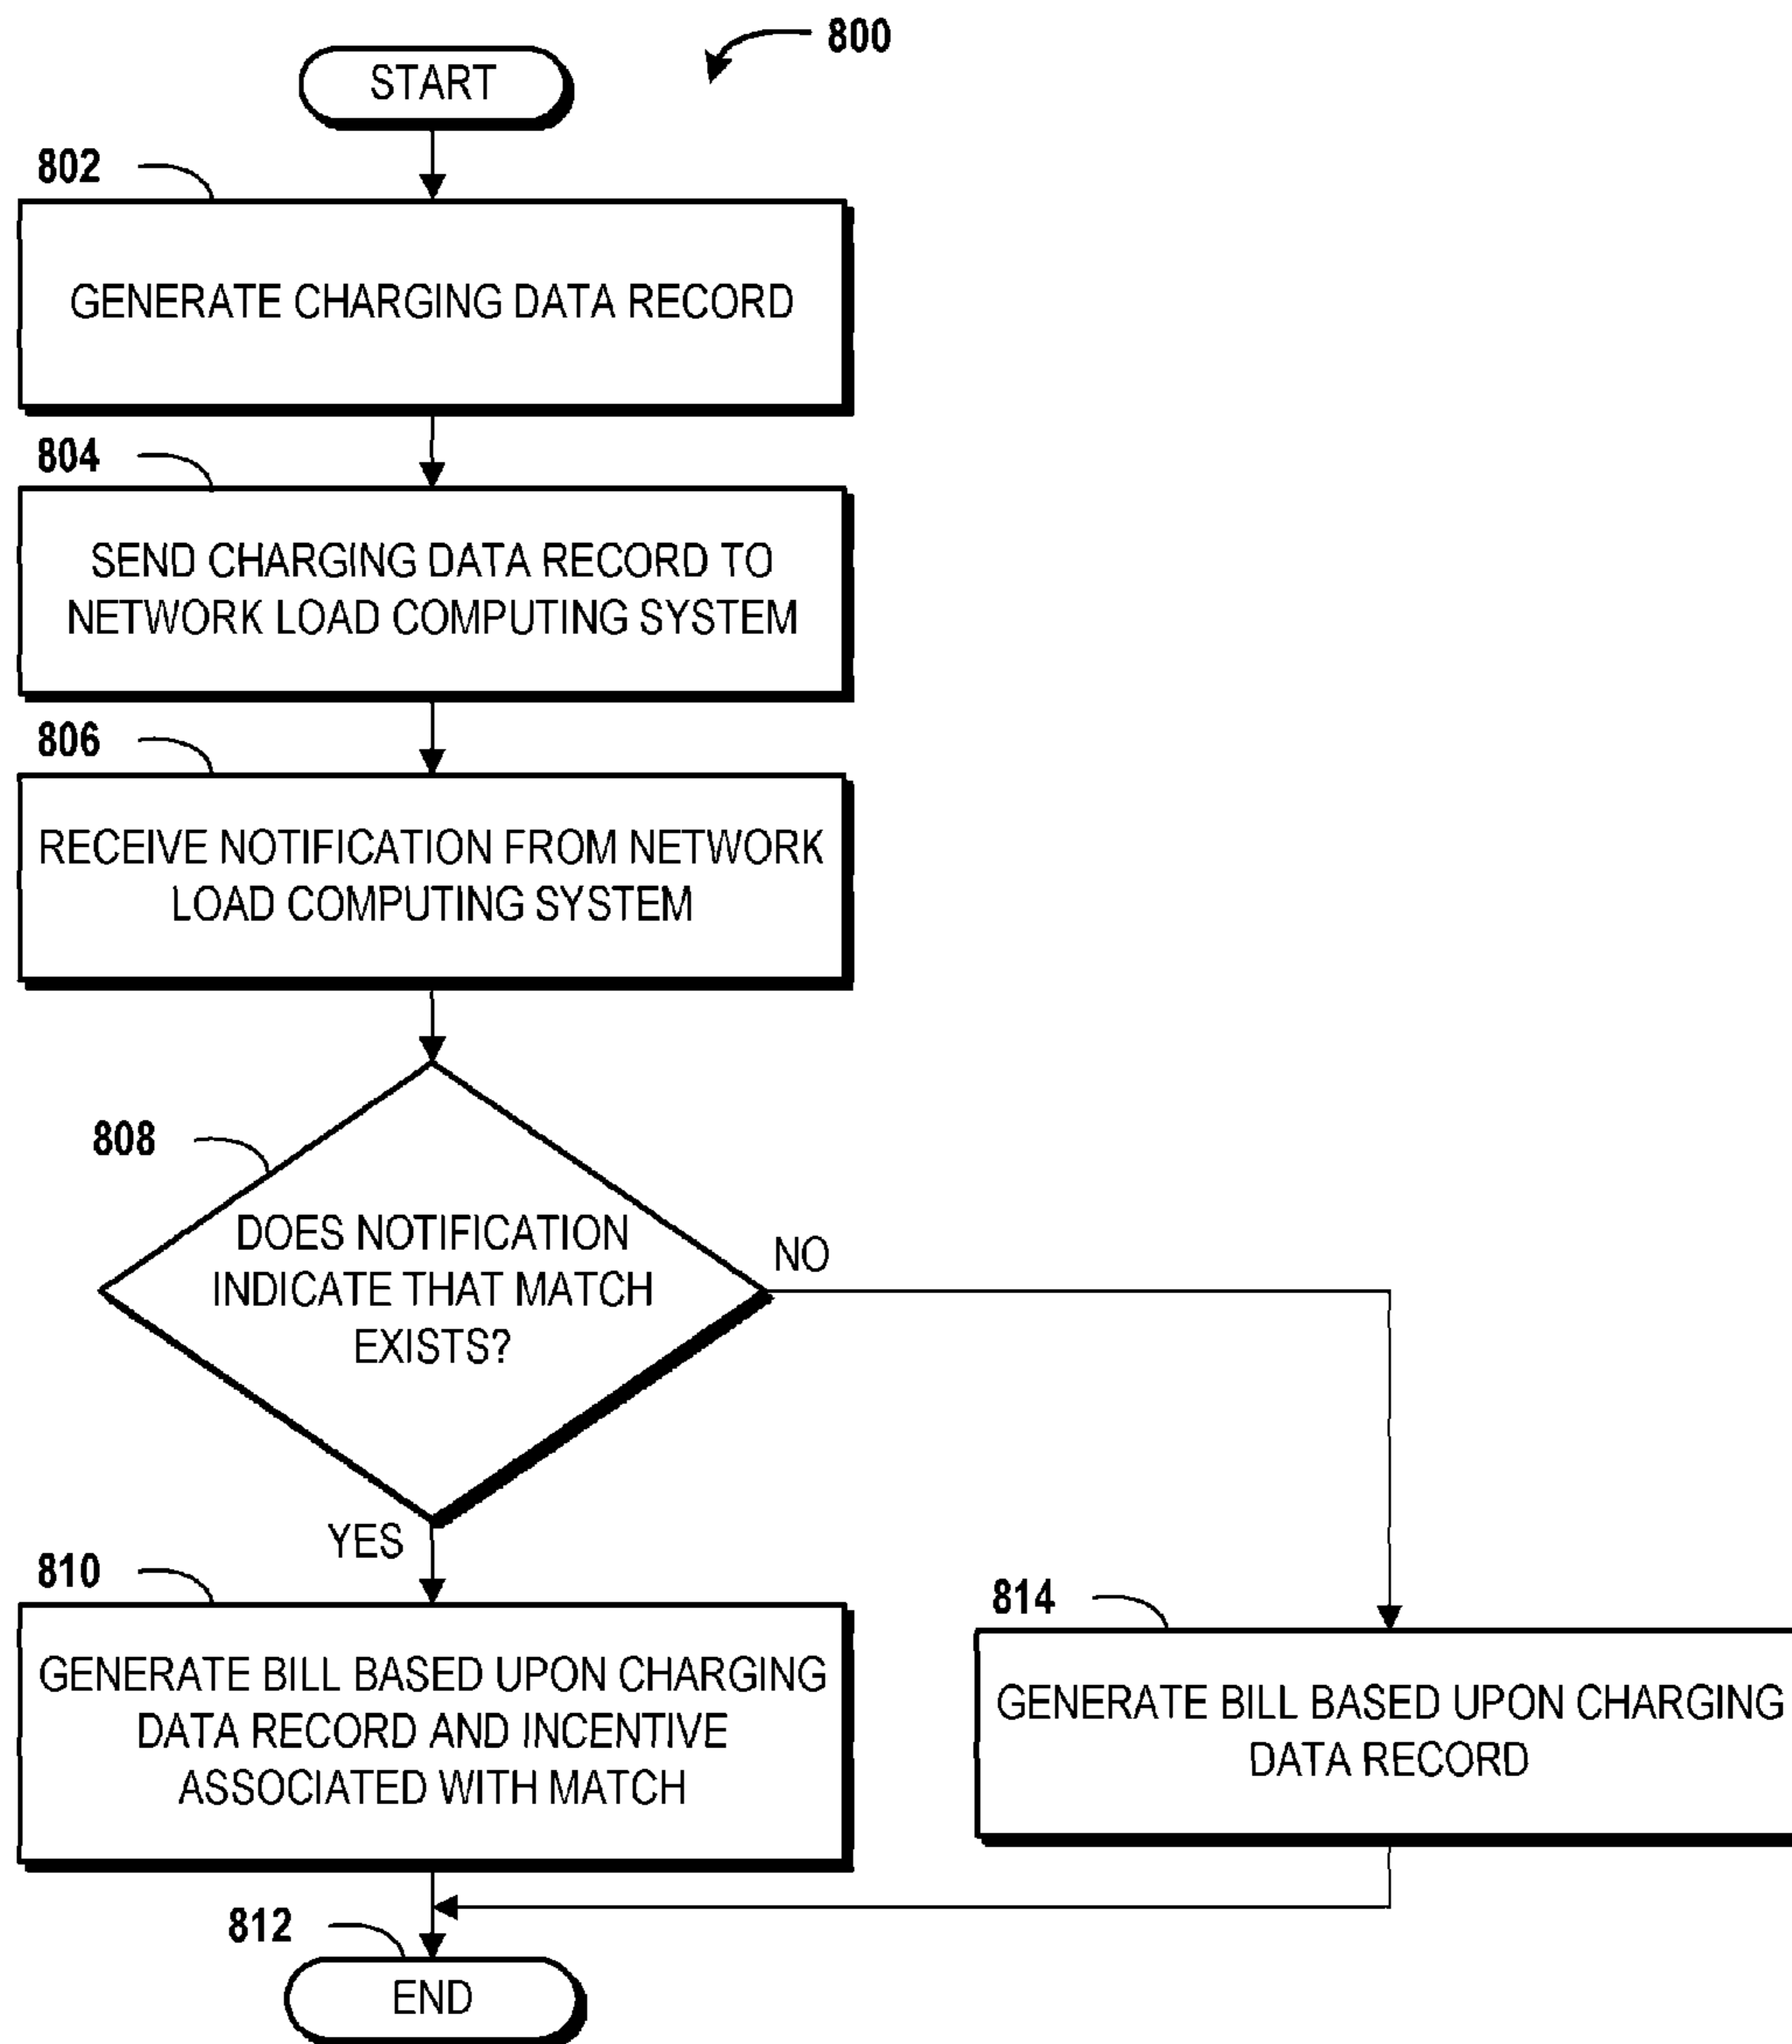 800
START
802
GENERATE CHARGING DATA RECORD
804
SEND CHARGING DATA RECORD TO
NETWORK LOAD COMPUTING SYSTEM
806
RECEIVE NOTIFICATION FROM NETWORK
LOAD COMPUTING SYSTEM
808
DOES NOTIFICATION
INDICATE THAT MATCH
EXISTS?
NO
YES
810
GENERATE BILL BASED UPON CHARGING
DATA RECORD AND INCENTIVE
ASSOCIATED WITH MATCH
814
GENERATE BILL BASED UPON CHARGING
DATA RECORD
812
END